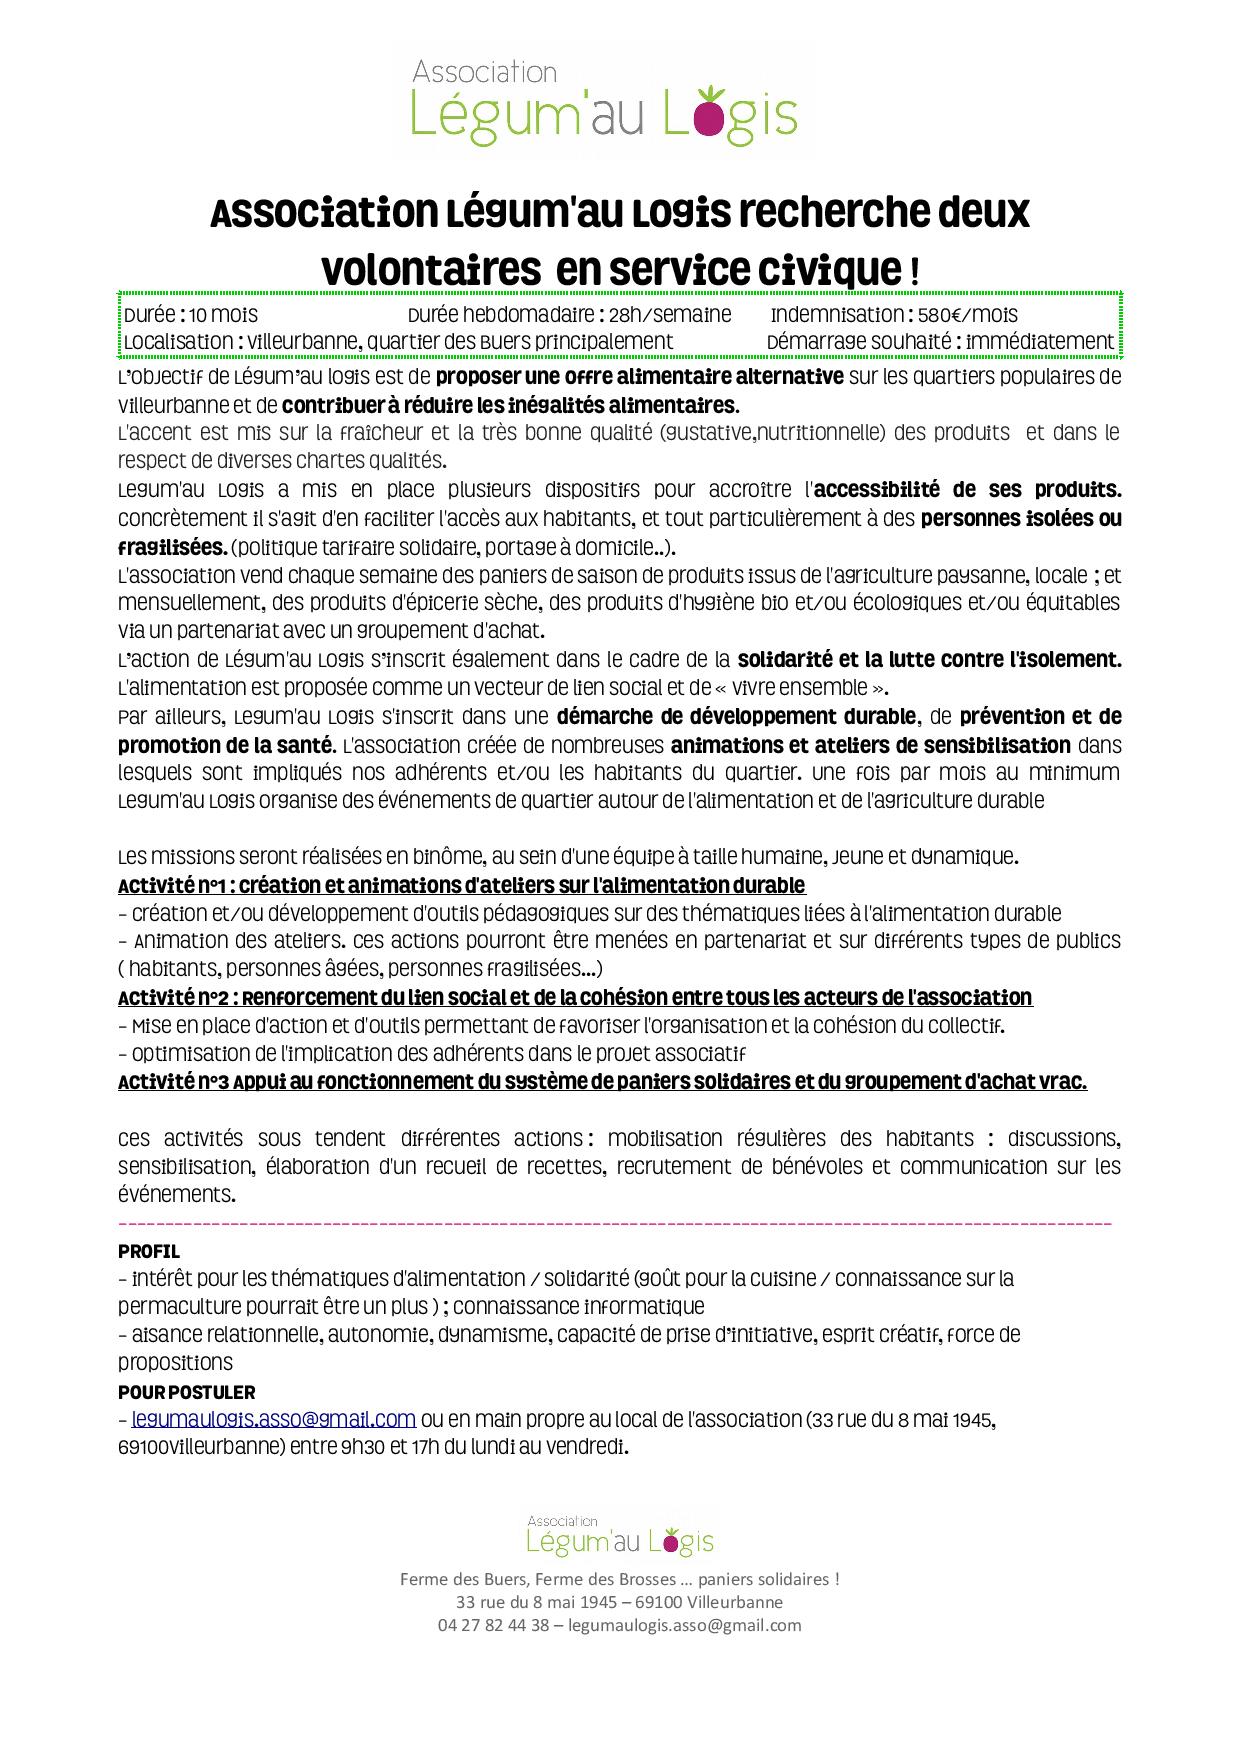 Association
Légum'au Logis
Association Légum'au Logis recherche deux
volontaires en service civique !
Durée : 10 mois Durée hebdomadaire : 28h/semaine Indemnisation : 580€/mois
Localisation : Villeurbanne, quartier des Buers principalement Démarrage souhaité : immédiatement
L'objectif de Légum'au logis est de proposer une offre alimentaire alternative sur les quartiers populaires de
Villeurbanne et de contribuer à réduire les inégalités alimentaires.
L'accent est mis sur la fraîcheur et la très bonne qualité (gustative,nutritionnelle) des produits et dans le
respect de diverses chartes qualités.
Legum'au Logis a mis en place plusieurs dispositifs pour accroître l'accessibilité de ses produits.
Concrètement il s'agit d'en faciliter l'accès aux habitants, et tout particulièrement à des personnes isolées ou
fragilisées. (politique tarifaire solidaire, portage à domicile..).
L'association vend chaque semaine des paniers de saison de produits issus de l'agriculture paysanne, locale ; et
mensuellement, des produits d'épicerie sèche, des produits d'hygiène bio et/ou écologiques et/ou équitables
via un partenariat avec un groupement d'achat.
L'action de Légum'au Logis s'inscrit également dans le cadre de la solidarité et la lutte contre l'isolement.
L'alimentation est proposée comme un vecteur de lien social et de « vivre ensemble ».
Par ailleurs, Legum'au Logis s'inscrit dans une démarche de développement durable, de prévention et de
promotion de la santé. L'association créée de nombreuses animations et ateliers de sensibilisation dans
lesquels sont impliqués nos adhérents et/ou les habitants du quartier. Une fois par mois au minimum
Legum'au Logis organise des événements de quartier autour de l'alimentation et de l'agriculture durable
Les missions seront réalisées en binôme, au sein d'une équipe à taille humaine, jeune et dynamique.
Activité n°1 : création et animations d'ateliers sur l'alimentation durable
- création et/ou développement d'outils pédagogiques sur des thématiques liées à l'alimentation durable
- Animation des ateliers. Ces actions pourront être menées en partenariat et sur différents types de publics
( habitants, personnes âgées, personnes fragilisées...)
Activité n°2 : Renforcement du lien social et de la cohésion entre tous les acteurs de l'association
- Mise en place d'action et d'outils permettant de favoriser l'organisation et la cohésion du collectif.
- optimisation de l'implication des adhérents dans le projet associatif
Activité n°3 Appui au fonctionnement du système de paniers solidaires et du groupement d'achat vrac.
Ces activités sous tendent différentes actions : mobilisation régulières des habitants : discussions,
sensibilisation, élaboration d'un recueil de recettes, recrutement de bénévoles et communication sur les
événements.
PROFIL
- intérêt pour les thématiques d'alimentation / solidarité (goût pour la cuisine / connaissance sur la
permaculture pourrait être un plus ) ; connaissance informatique
- aisance relationnelle, autonomie, dynamisme, capacité de prise d'initiative, esprit créatif, force de
propositions
POUR POSTULER
- legumaulogis.asso@gmail.com ou en main propre au local de l'association (33 rue du 8 mai 1945,
69100Villeurbanne) entre 9h30 et 17h du lundi au vendredi.
Association
Légum'au Logis
Ferme des Buers, Ferme des Brosses … paniers solidaires !
33 rue du 8 mai 1945 – 69100 Villeurbanne
04 27 82 44 38 – legumaulogis.asso@gmail.com